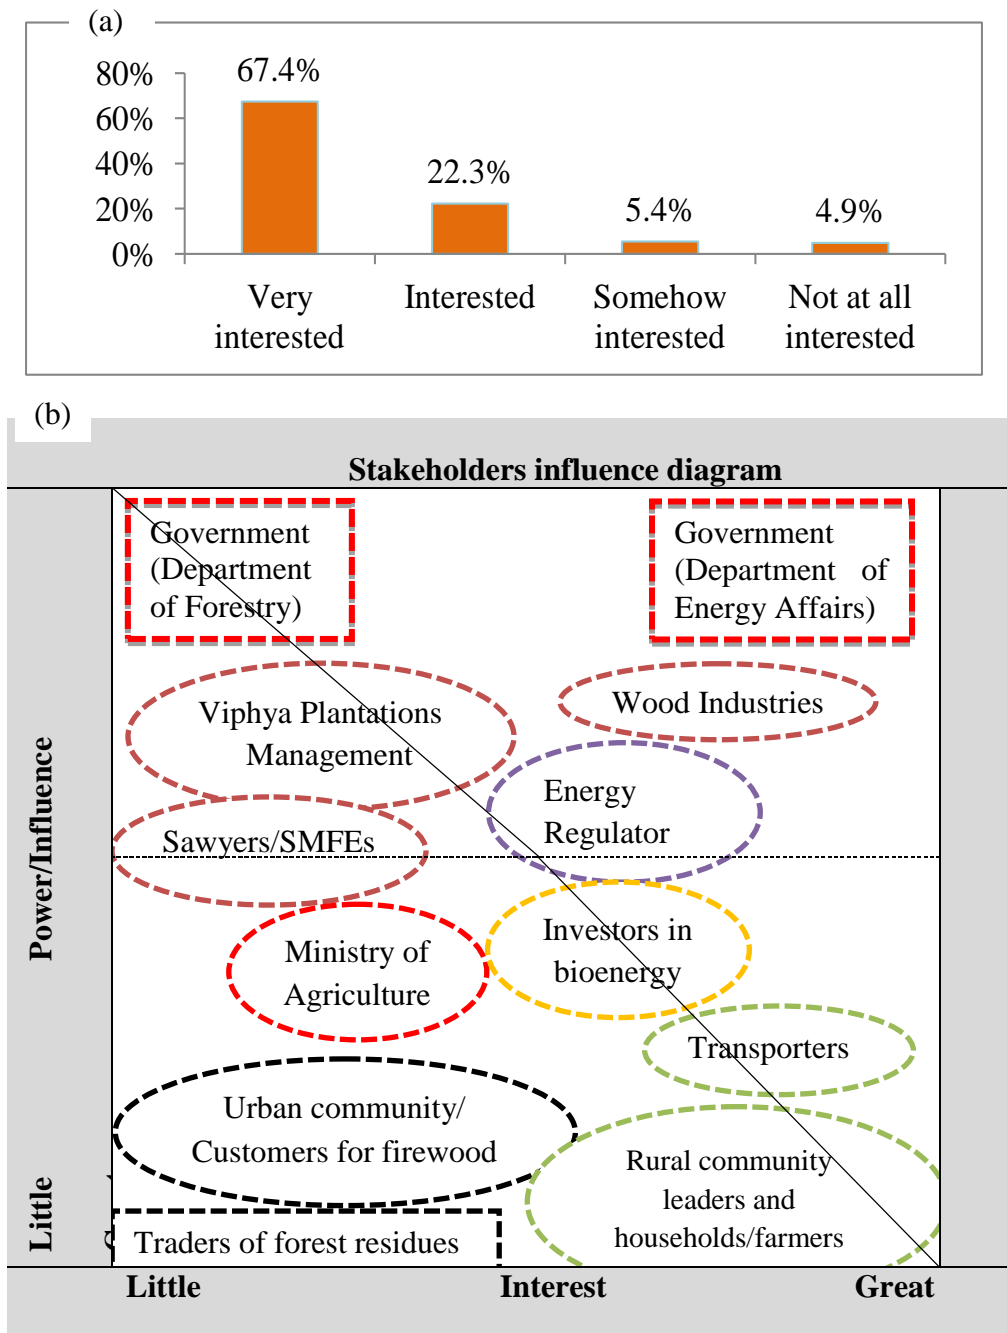 (a)
80%
60%
40%
20%
0%
67.4%
22.3%
5.4%
4.9%
Very
interested
Interested
Somehow
interested
Not at all
interested
(b)
Stakeholders influence diagram
Government
(Department
of Forestry)
Government
(Department of
Energy Affairs)
Viphya Plantations
Management
Wood Industries
Energy
Regulator
Sawyers/SMFEs
Power/Influence
Investors in
bioenergy
Ministry of
Agriculture
Transporters
Urban community/
Customers for firewood
Rural community
leaders and
households/farmers
Little
Traders of forest residues
Little
Interest
Great